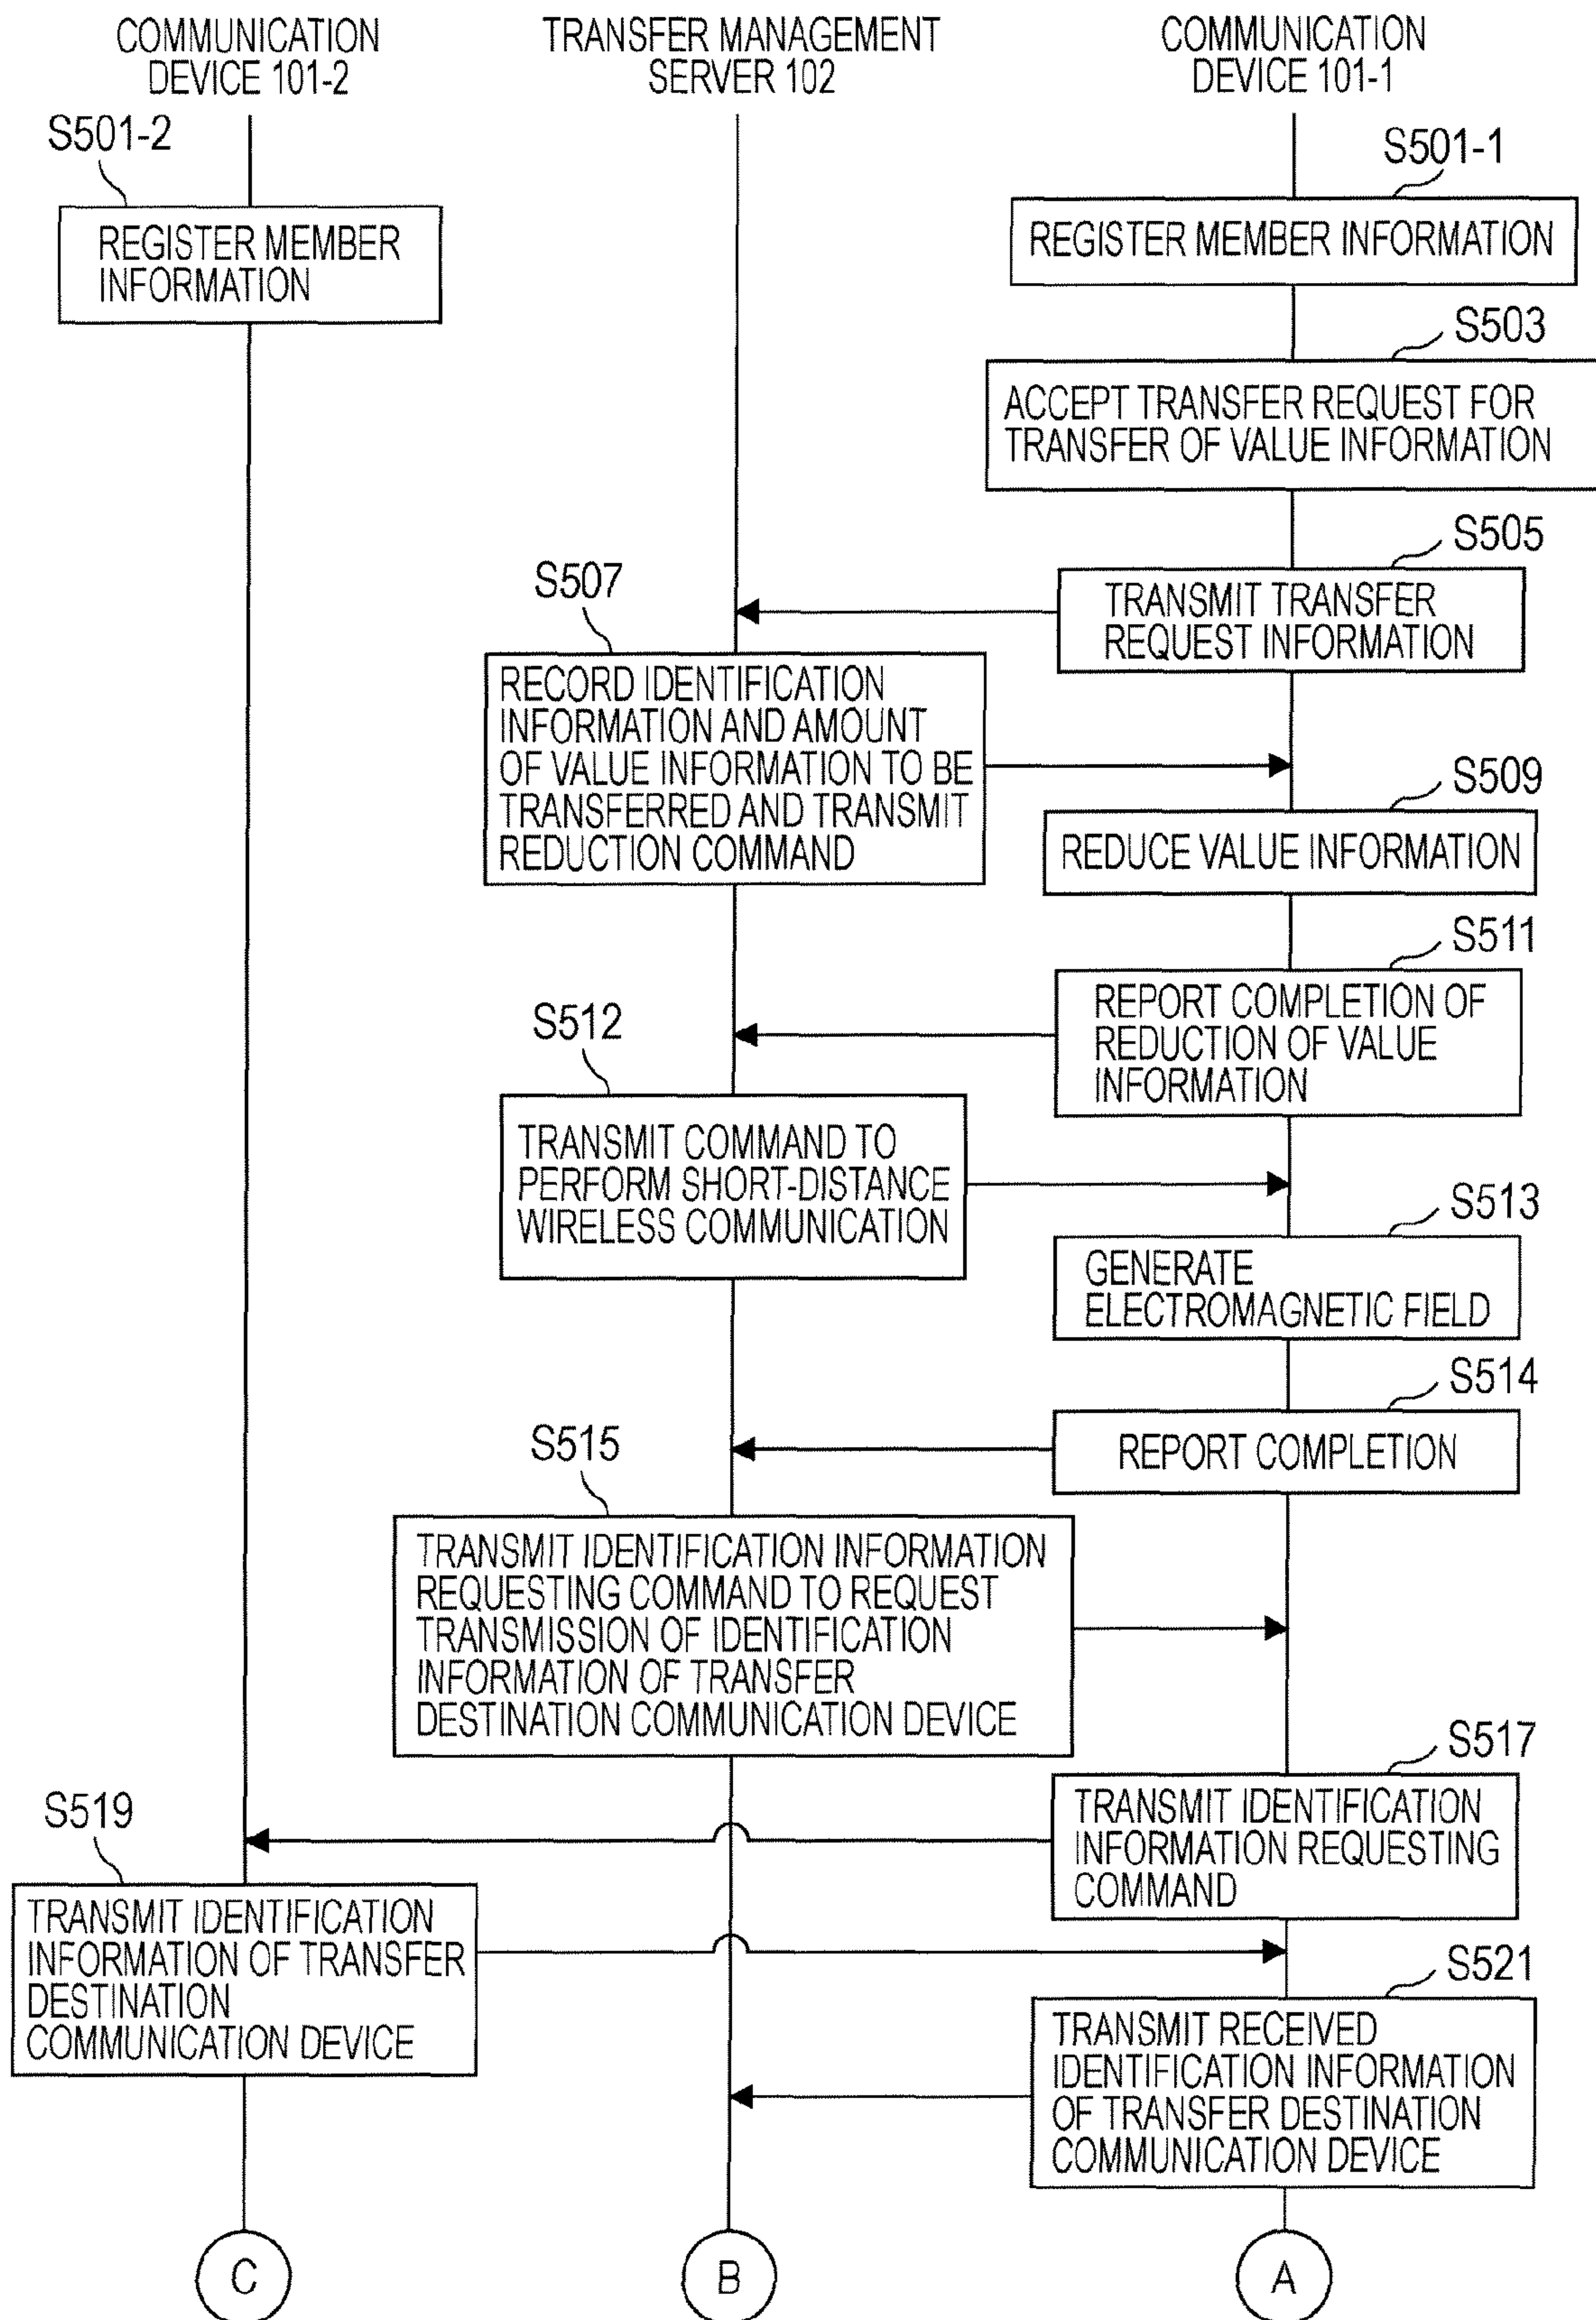 COMMUNICATION
DEVICE 101-2
TRANSFER MANAGEMENT
SERVER 102
COMMUNICATION
DEVICE 101-1
S501-2
REGISTER MEMBER
INFORMATION
S501-1
REGISTER MEMBER INFORMATION
S503
ACCEPT TRANSFER REQUEST FOR
TRANSFER OF VALUE INFORMATION
S505
TRANSMIT TRANSFER
REQUEST INFORMATION
S507
RECORD IDENTIFICATION
INFORMATION AND AMOUNT
OF VALUE INFORMATION TO BE
TRANSFERRED AND TRANSMIT
REDUCTION COMMAND
S509
REDUCE VALUE INFORMATION
S511
REPORT COMPLETION OF
REDUCTION OF VALUE
INFORMATION
S512
TRANSMIT COMMAND TO
PERFORM SHORT-DISTANCE
WIRELESS COMMUNICATION
S513
GENERATE
ELECTROMAGNETIC FIELD
S514
REPORT COMPLETION
S515
TRANSMIT IDENTIFICATION INFORMATION
REQUESTING COMMAND TO REQUEST
TRANSMISSION OF IDENTIFICATION
INFORMATION OF TRANSFER
DESTINATION COMMUNICATION DEVICE
S517
TRANSMIT IDENTIFICATION
INFORMATION REQUESTING
COMMAND
S519
TRANSMIT IDENTIFICATION
INFORMATION OF TRANSFER
DESTINATION
COMMUNICATION DEVICE
S521
TRANSMIT RECEIVED
IDENTIFICATION INFORMATION
OF TRANSFER DESTINATION
COMMUNICATION DEVICE
C
B
A